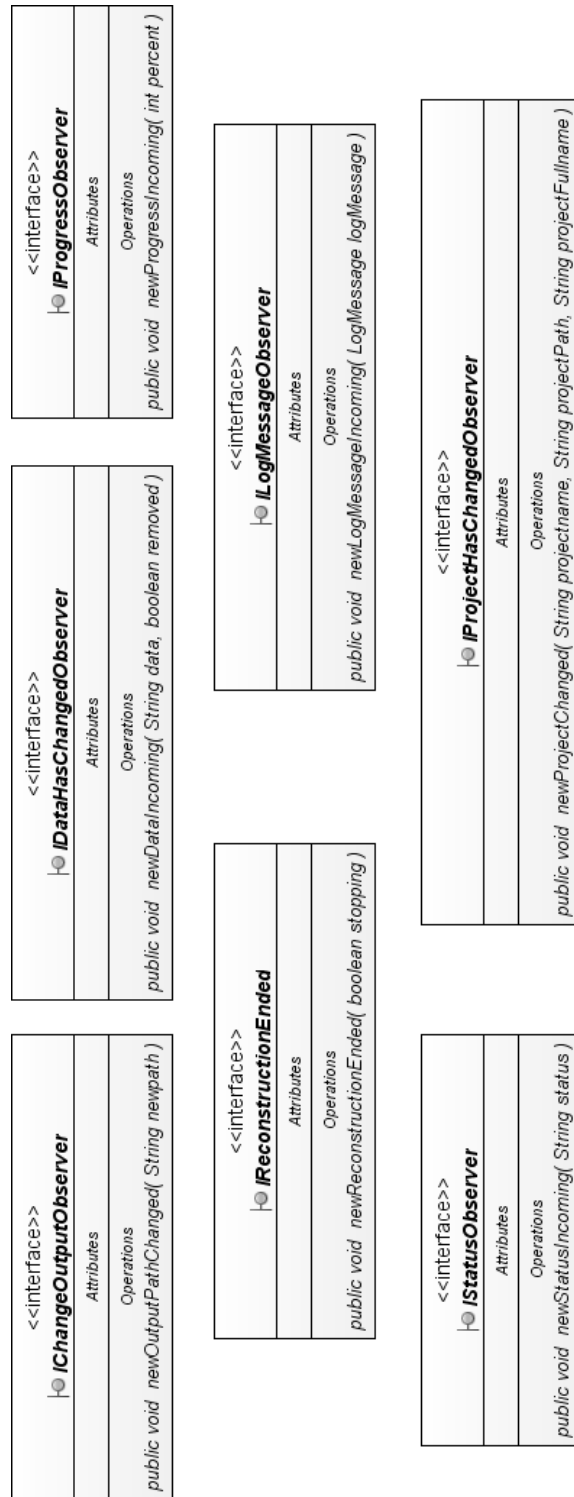 <<interface>>
IChangeOutputObserver
Attributes
Operations
public void newOutputPathChanged( String newpath )
<<interface>>
IDataHasChangedObserver
Attributes
Operations
public void newDataIncoming( String data, boolean removed )
<<interface>>
IProgressObserver
Attributes
Operations
public void newProgressIncoming( int percent )
<<interface>>
IReconstructionEnded
Attributes
Operations
public void newReconstructionEnded( boolean stopping )
<<interface>>
ILogMessageObserver
Attributes
Operations
public void newLogMessageIncoming( LogMessage logMessage )
<<interface>>
IStatusObserver
Attributes
Operations
public void newStatusIncoming( String status )
<<interface>>
IProjectHasChangedObserver
Attributes
Operations
public void newProjectChanged( String projectname, String projectPath, String projectFullname )